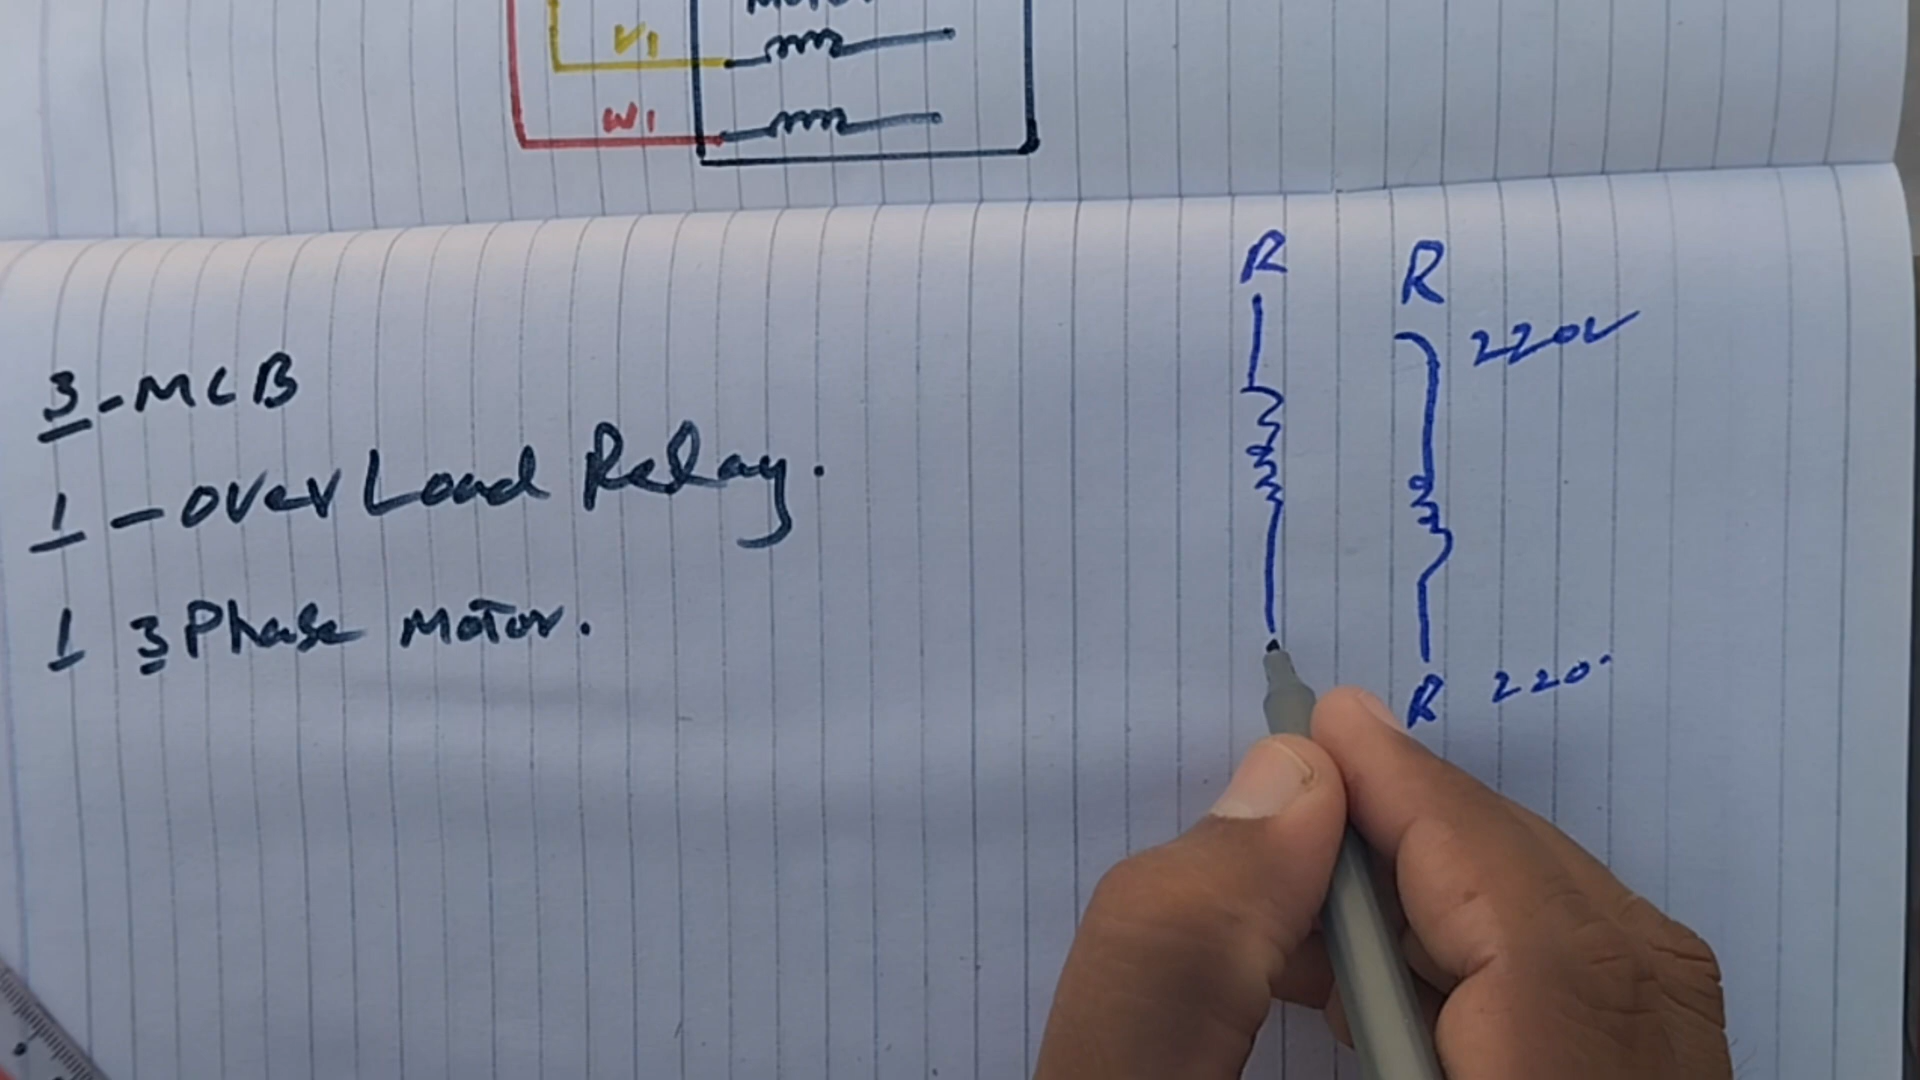 V1
W1
R R
220V
3-MCB
1-over Load Relay.
1 3 Phase Motor.
R 220